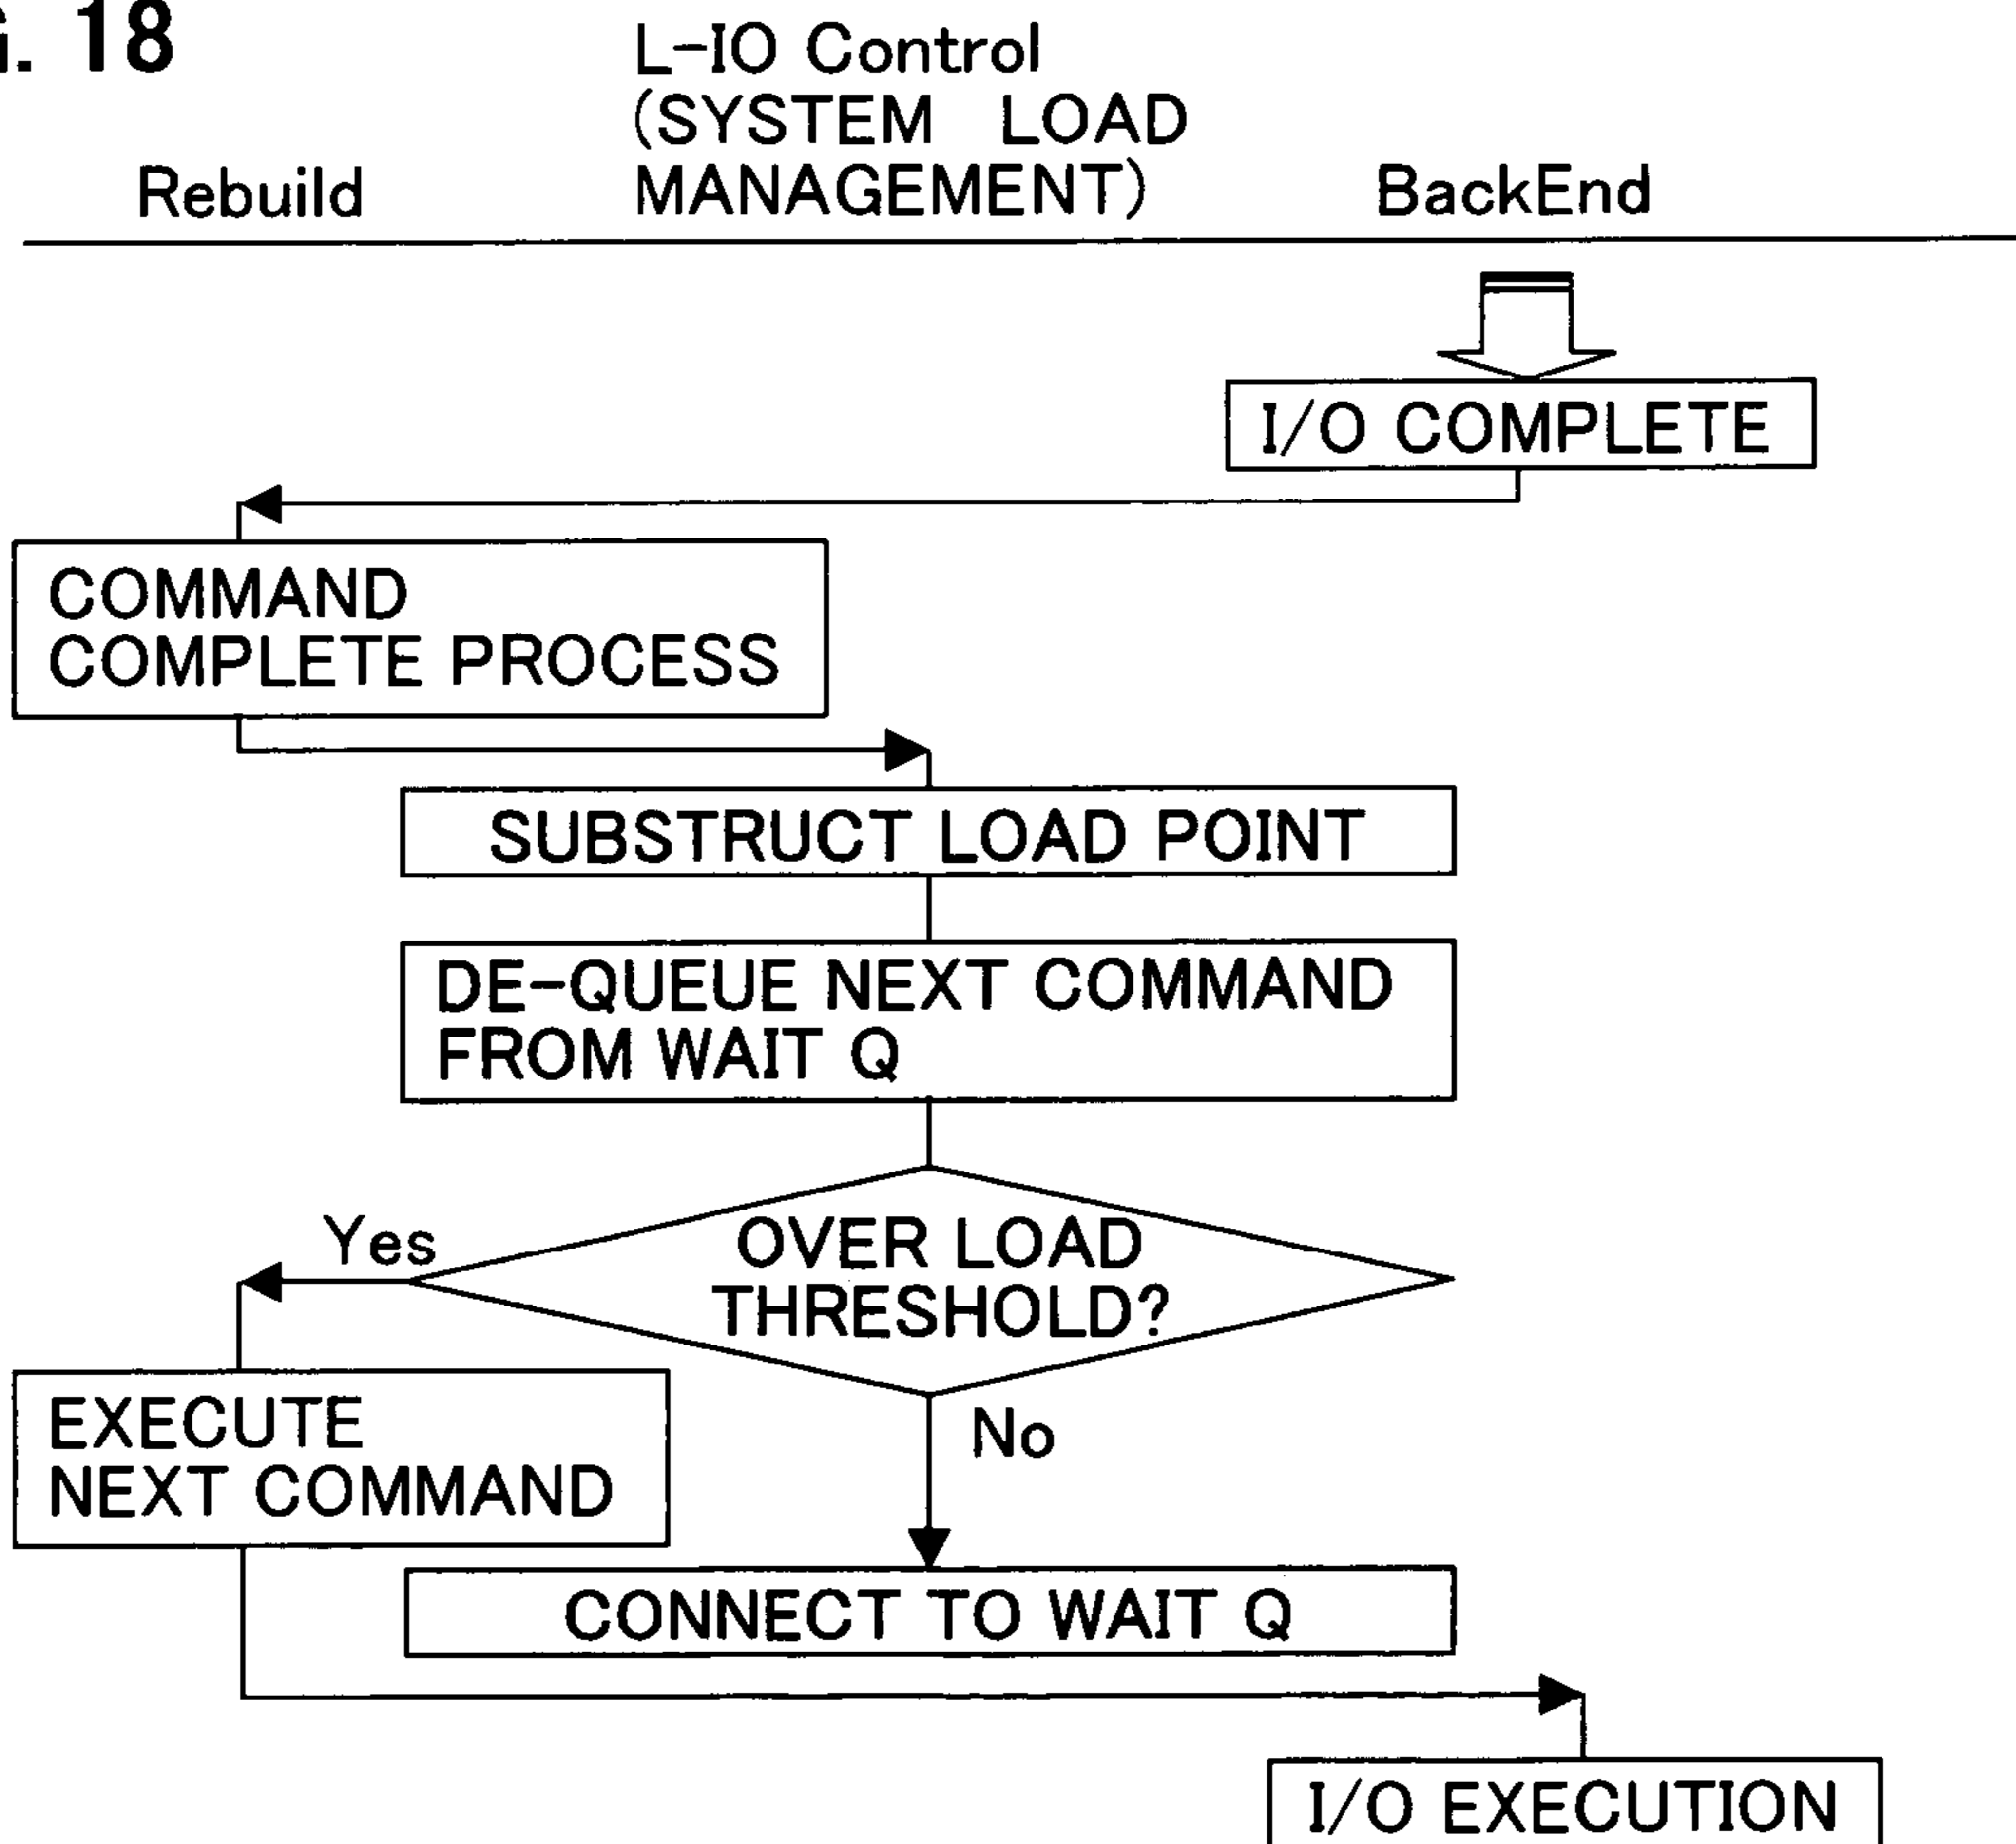 . 18
L-IO Control
(SYSTEM LOAD
MANAGEMENT)
Rebuild
BackEnd
I/O COMPLETE
COMMAND
COMPLETE PROCESS
SUBSTRUCT LOAD POINT
DE-QUEUE NEXT COMMAND
FROM WAIT Q
OVER LOAD
THRESHOLD?
Yes
No
EXECUTE
NEXT COMMAND
CONNECT TO WAIT Q
I/O EXECUTION